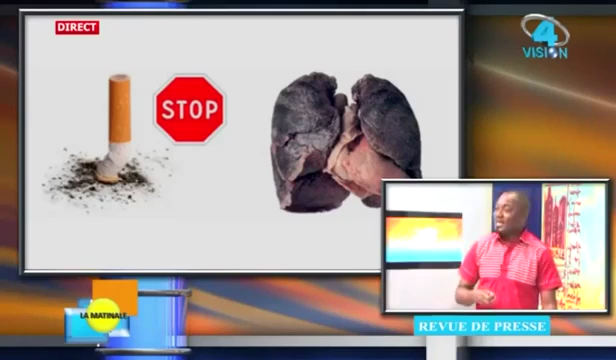 DIRECT
4
VISION
STOP
LA MATINALE
REVUE DE PRESSE